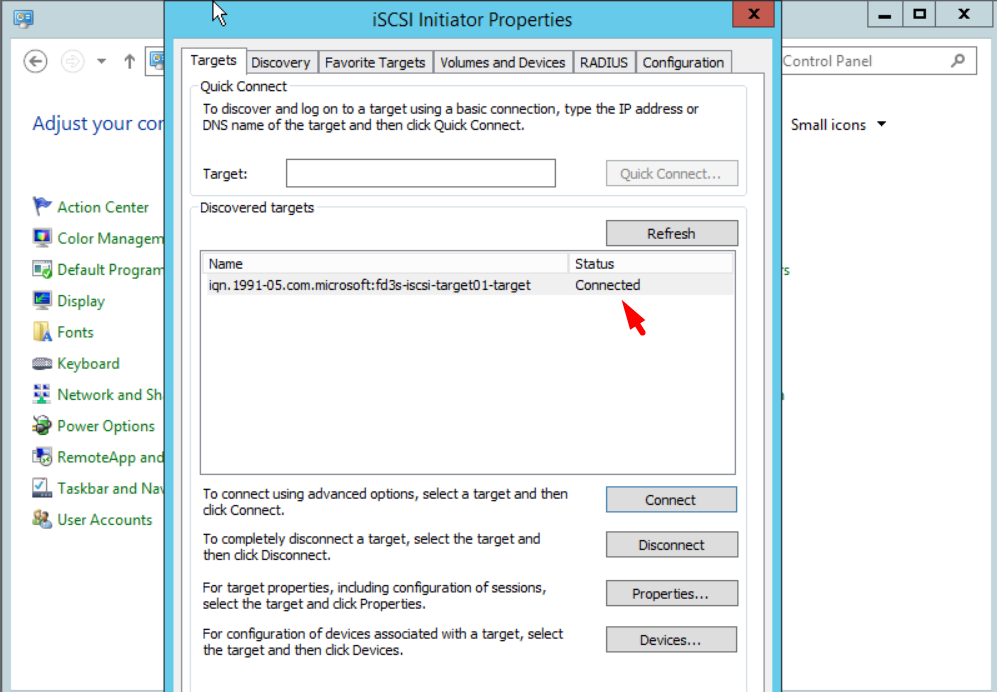 iSCSI Initiator Properties
Control Panel
Adjust your co
Small icons
Targets
Discovery
Favorite Targets
Volumes and Devices
RADIUS
Configuration
Quick Connect
To discover and log on to a target using a basic connection, type the IP address or
DNS name of the target and then click Quick Connect.
Target:
Quick Connect...
Discovered targets
Refresh
Name
Status
iqn.1991-05.com.microsoft:fd3s-iscsi-target01-target
Connected
To connect using advanced options, select a target and then
click Connect.
Connect
To completely disconnect a target, select the target and
then click Disconnect.
Disconnect
For target properties, including configuration of sessions,
select the target and click Properties.
Properties...
For configuration of devices associated with a target, select
the target and then click Devices.
Devices...
Action Center
Color Managem
Default Program
Display
Fonts
Keyboard
Network and Sh
Power Options
RemoteApp and
Taskbar and Nav
User Accounts